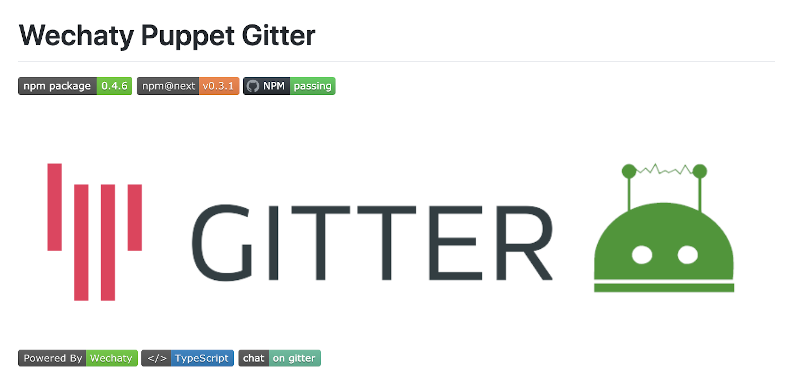 Wechaty Puppet Gitter
npm package 0.4.6 npm@next v0.3.1 NPM passing
GITTER
Powered By Wechaty </> TypeScript chat on gitter